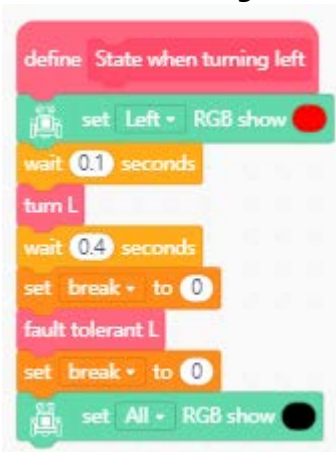 define State when turning left
set Left RGB show
wait 0.1 seconds
turn L
wait 0.4 seconds
set break to 0
fault tolerant L
set break to 0
set All RGB show